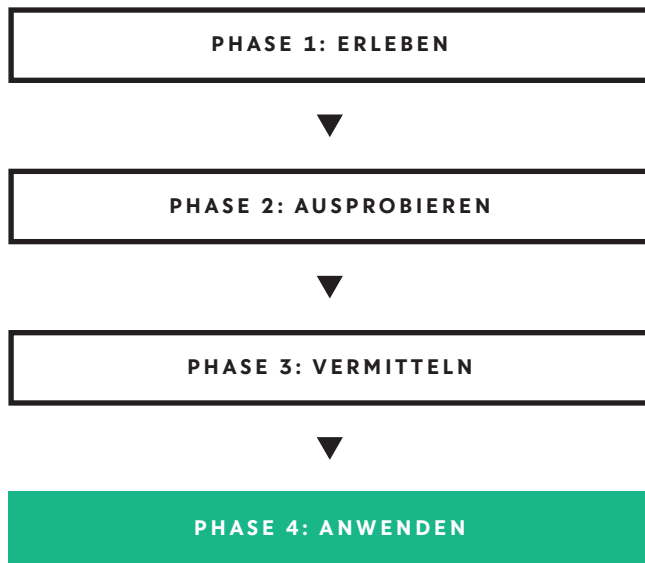 PHASE 1: ERLEBEN
PHASE 2: AUSPROBIEREN
PHASE 3: VERMITTELN
PHASE 4: ANWENDEN